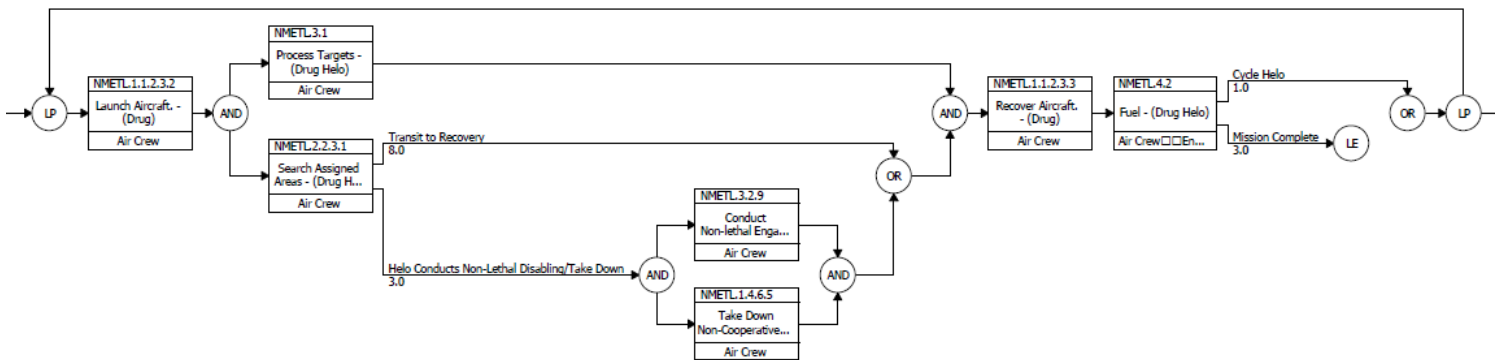 LP
NMETL.1.1.2.3.2
Launch Aircraft. -
(Drug)
Air Crew
AND
NMETL.3.1
Process Targets -
(Drug Helo)
Air Crew
NMETL.2.2.3.1
Search Assigned
Areas - (Drug H...
Air Crew
Transit to Recovery
8.0
Helo Conducts Non-Lethal Disabling/Take Down
3.0
AND
NMETL.3.2.9
Conduct
Non-lethal Enga...
Air Crew
NMETL.1.4.6.5
Take Down
Non-Cooperative...
Air Crew
AND
OR
AND
NMETL.1.1.2.3.3
Recover Aircraft.
- (Drug)
Air Crew
NMETL.4.2
Fuel - (Drug Helo)
Air Crew□□En...
Cycle Helo
1.0
Mission Complete
3.0
LE
OR
LP